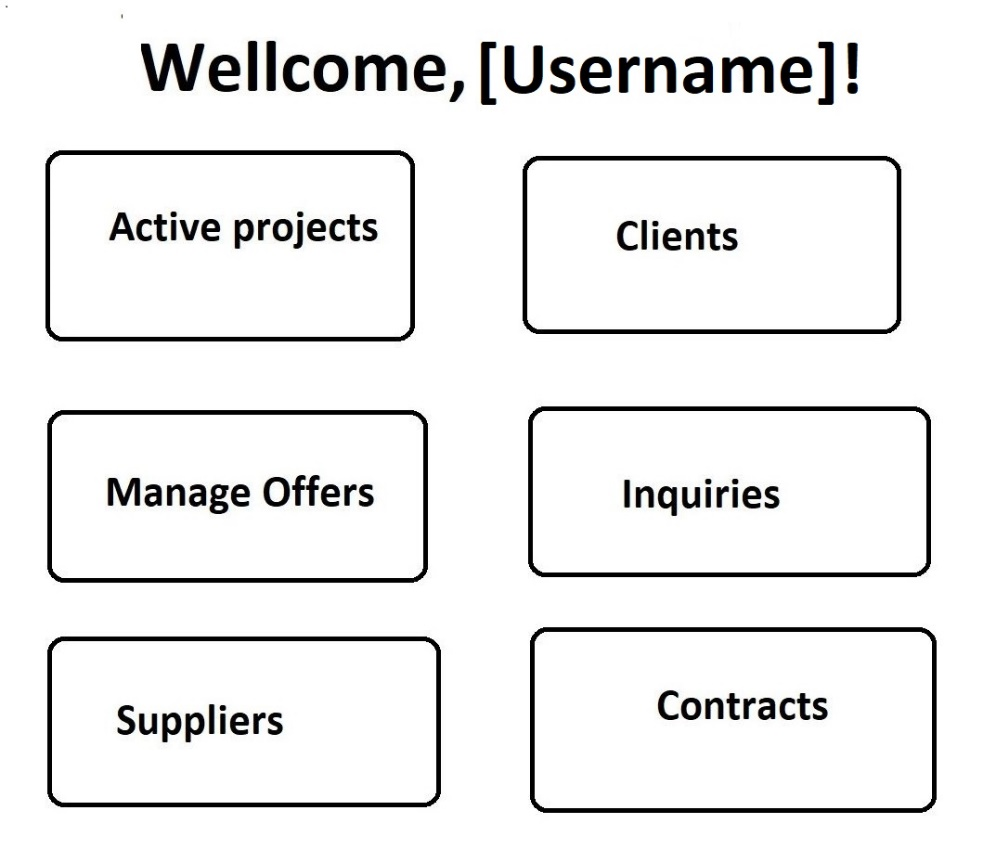 Wellcome, [Username]!
Active projects
Clients
Manage Offers
Inquiries
Suppliers
Contracts